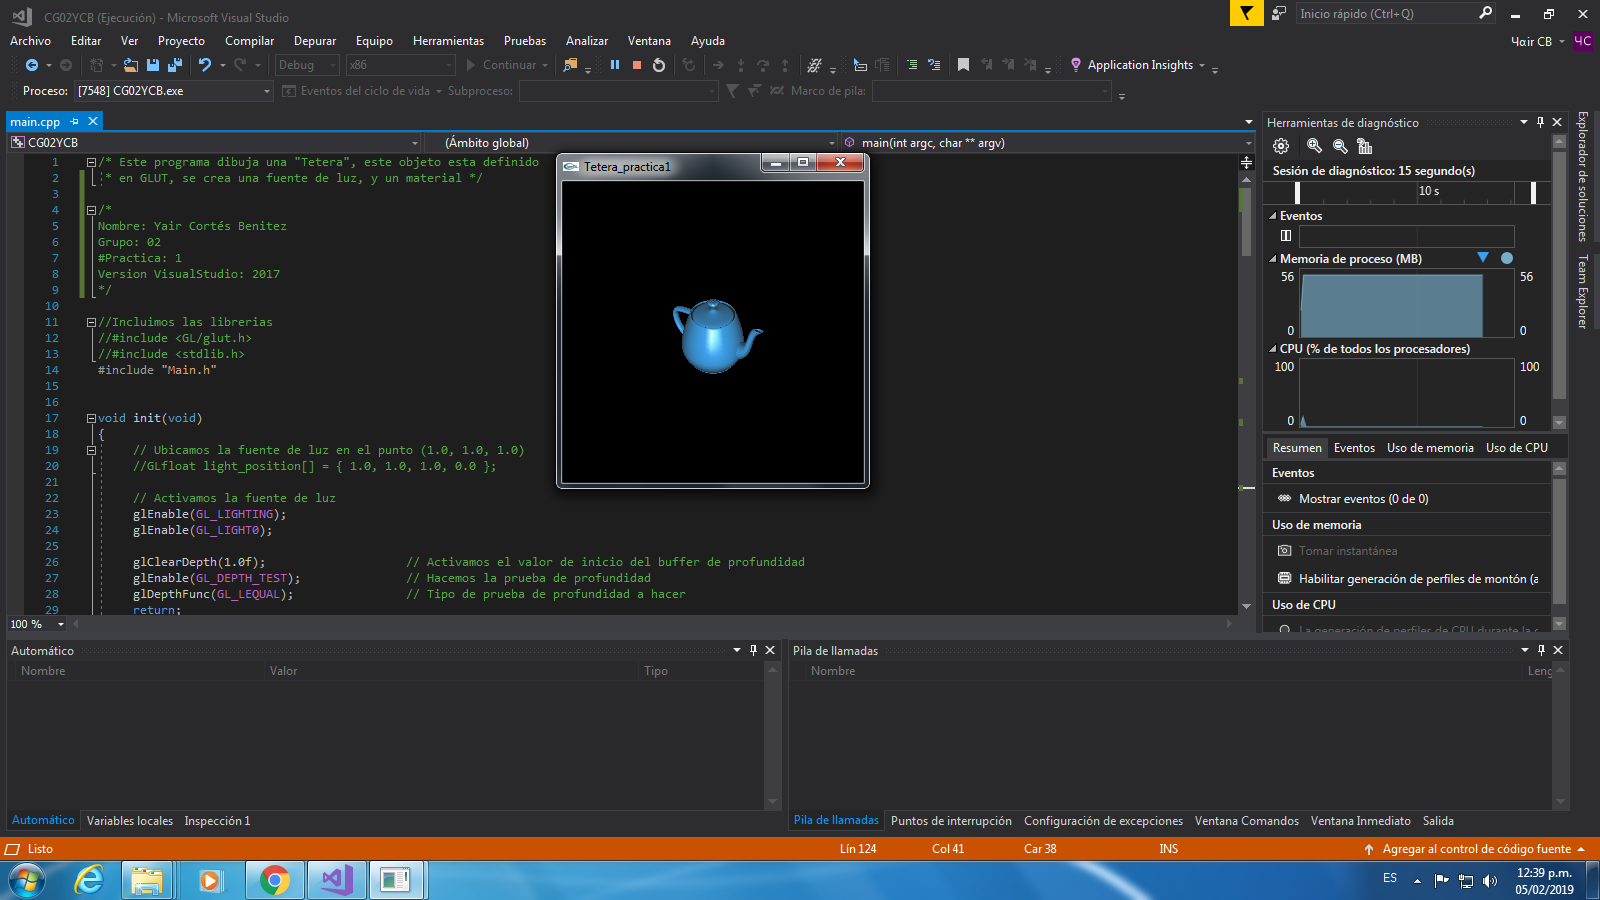 CG02YCB (Ejecución) - Microsoft Visual Studio
Inicio rápido (Ctrl+Q)
Archivo Editar Ver Proyecto Compilar Depurar Equipo Herramientas Pruebas Analizar Ventana Ayuda
Чαir CB ЧC
Debug x86 Continuar Application Insights
Proceso: [7548] CG02YCB.exe Eventos del ciclo de vida Subproceso: Marco de pila:
main.cpp
CG02YCB (Ámbito global) main(int argc, char ** argv)
1 /* Este programa dibuja una "Tetera", este objeto esta definido
2 * en GLUT, se crea una fuente de luz, y un material */
3
4 /*
5 Nombre: Yair Cortés Benitez
6 Grupo: 02
7 #Practica: 1
8 Version VisualStudio: 2017
9 */
10
11 //Incluimos las librerias
12 //#include <GL/glut.h>
13 //#include <stdlib.h>
14 #include "Main.h"
15
16
17 void init(void)
18 {
19 // Ubicamos la fuente de luz en el punto (1.0, 1.0, 1.0)
20 //GLfloat light_position[] = { 1.0, 1.0, 1.0, 0.0 };
21
22 // Activamos la fuente de luz
23 glEnable(GL_LIGHTING);
24 glEnable(GL_LIGHT0);
25
26 glClearDepth(1.0f); // Activamos el valor de inicio del buffer de profundidad
27 glEnable(GL_DEPTH_TEST); // Hacemos la prueba de profundidad
28 glDepthFunc(GL_LEQUAL); // Tipo de prueba de profundidad a hacer
29 return;
100 %
Tetera_practica1
Herramientas de diagnóstico
Sesión de diagnóstico: 15 segundo(s)
10 s
Eventos
Memoria de proceso (MB)
56 56
0 0
CPU (% de todos los procesadores)
100 100
0 0
Resumen Eventos Uso de memoria Uso de CPU
Eventos
Mostrar eventos (0 de 0)
Uso de memoria
Tomar instantánea
Habilitar generación de perfiles de montón (a
Uso de CPU
La generación de perfiles de CPU durante la
Explorador de soluciones
Team Explorer
Automático
Nombre Valor Tipo
Automático Variables locales Inspección 1
Pila de llamadas
Nombre Leng
Pila de llamadas Puntos de interrupción Configuración de excepciones Ventana Comandos Ventana Inmediato Salida
Listo Lín 124 Col 41 Car 38 INS Agregar al control de código fuente
ES
12:39 p.m.
05/02/2019